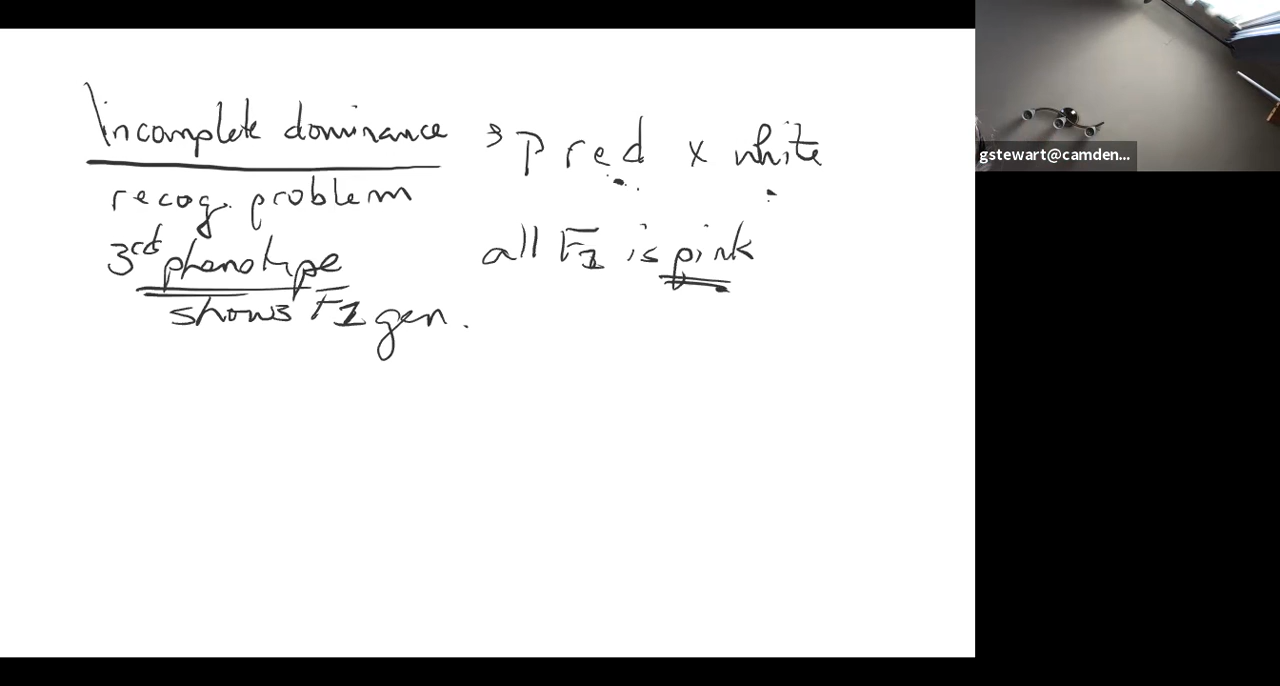 Incomplete dominance
recog. problem
3rd phenotype
shows F1 gen.
P red x white
all F1 is pink
gstewart@camden...